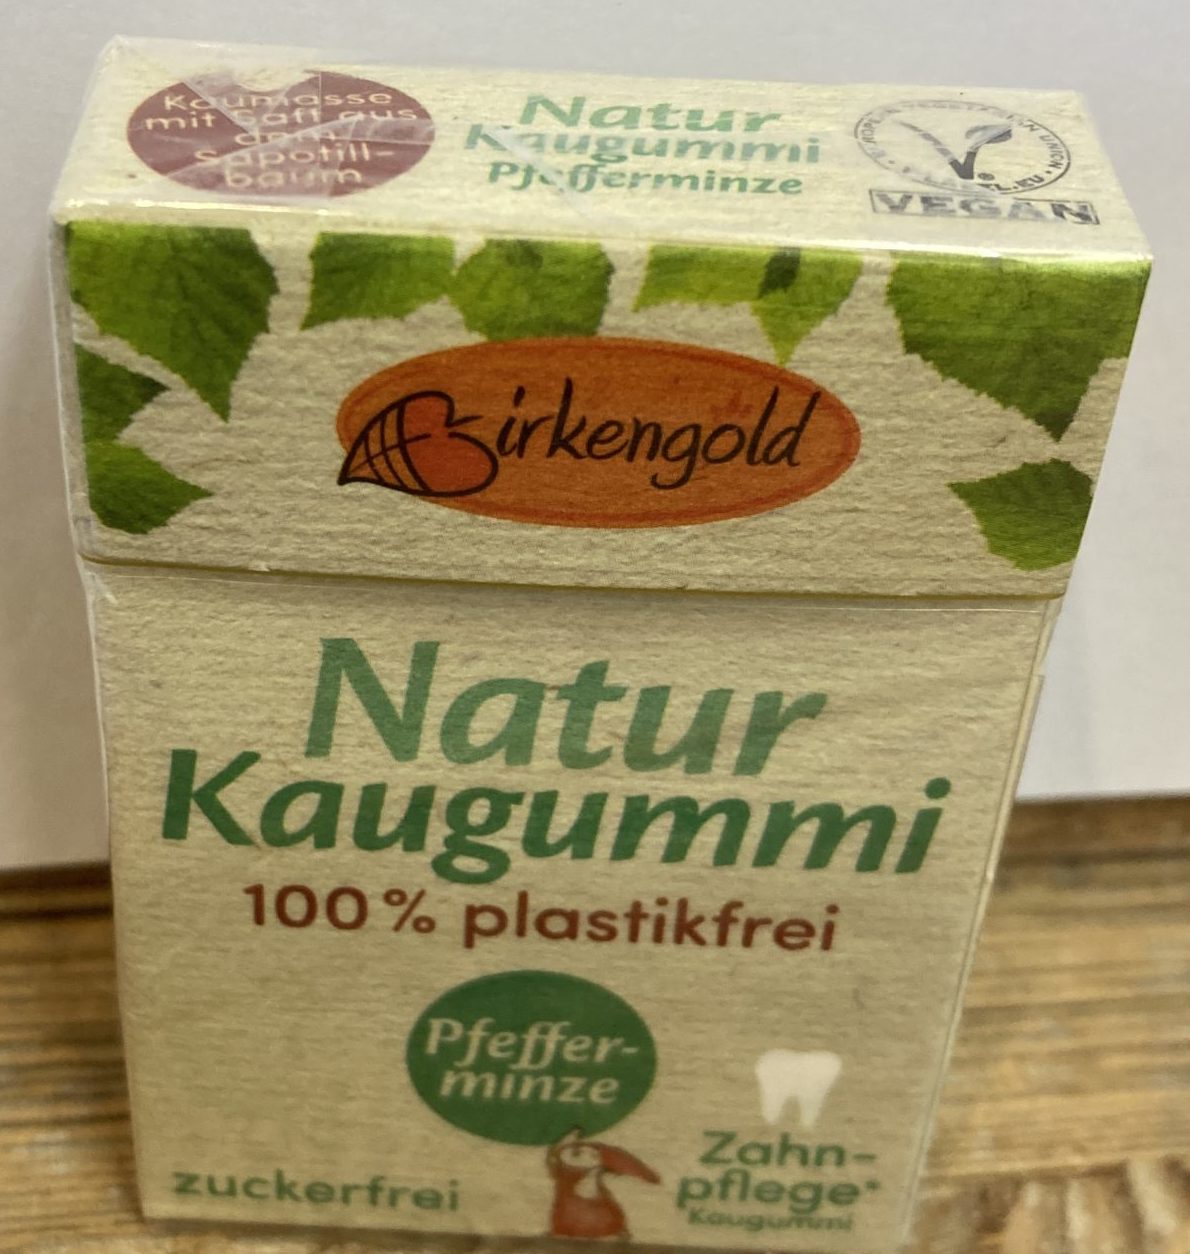 Kaumasse
mit Saft aus
dem
Sapotill-
baum
Natur
Kaugummi
Pfefferminze
VEGAN
Birkengold
Natur
Kaugummi
100% plastikfrei
Pfeffer-
minze
zuckerfrei
Zahn-
pflege*
Kaugummi